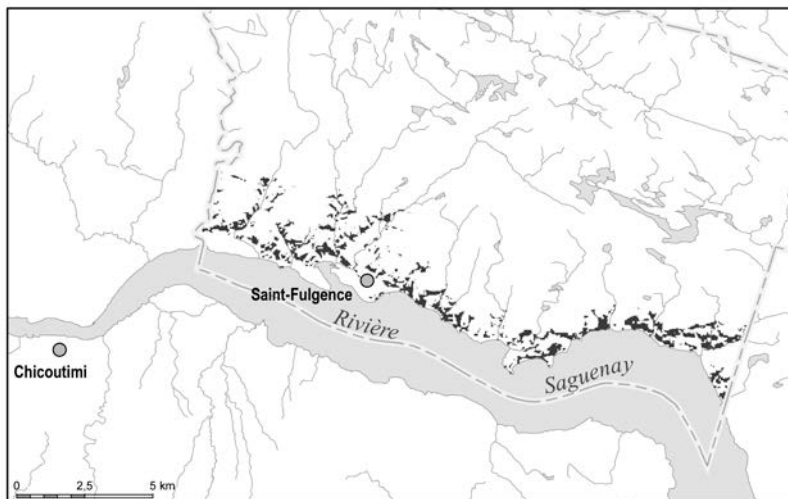 Saint-Fulgence
Rivière
Saguenay
Chicoutimi
0 2,5 5 km